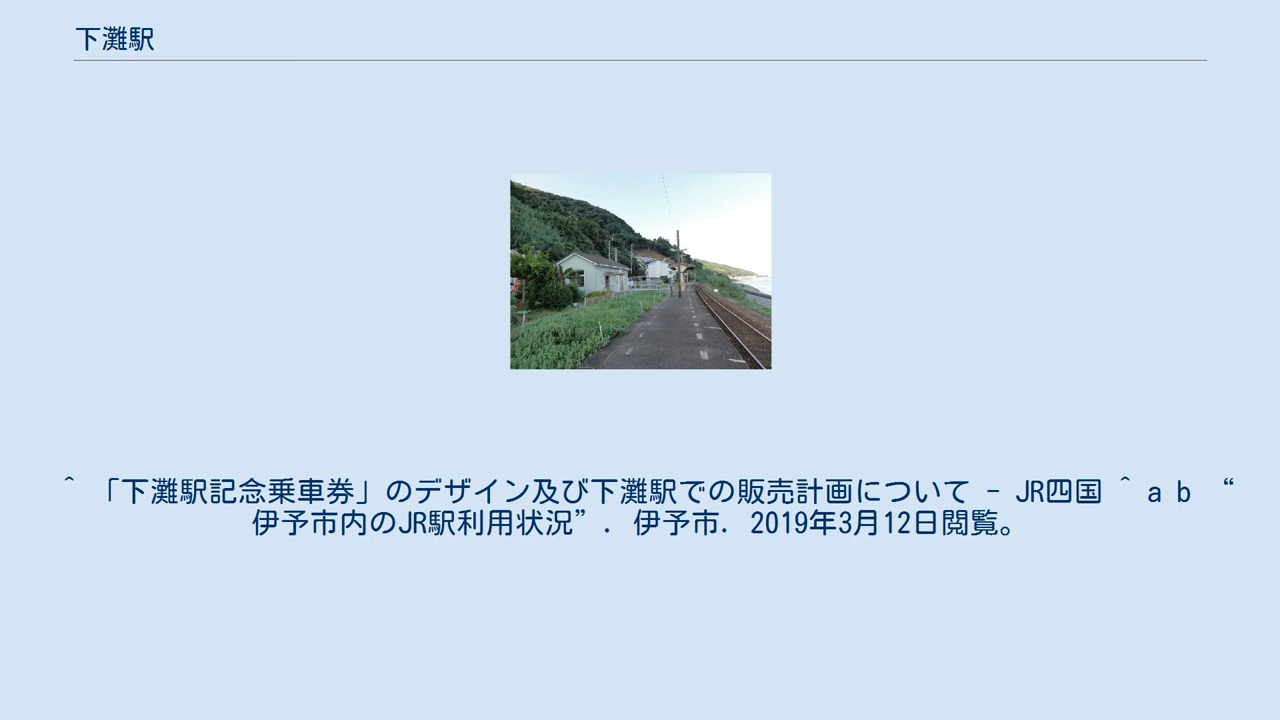 下灘駅
^ 「下灘駅記念乗車券」のデザイン及び下灘駅での販売計画について - JR四国 ^ a b “
伊予市内のJR駅利用状況”. 伊予市. 2019年3月12日閲覧。